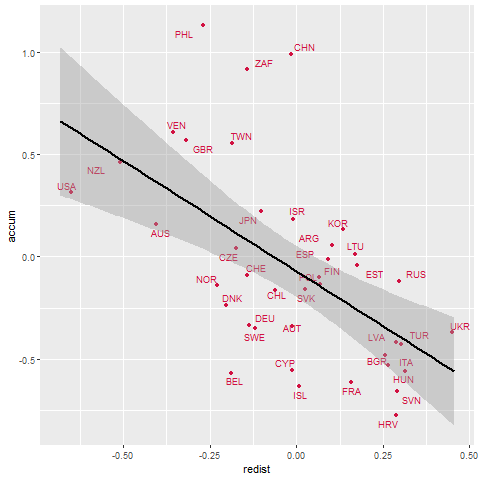 PHL
CHN
1.0
ZAF
VEN
TWN
GBR
0.5
NZL
USA
JPN
ISR
AUS
KOR
ARG
LTU
CZE
ESP
0.0
CHE
FIN
EST
RUS
NOR
POL
CHL
DNK
SVK
DEU
AUT
UKR
SWE
LVA
TUR
-0.5
CYP
BGR
ITA
BEL
HUN
ISL
FRA
SVN
HRV
-0.50
-0.25
0.00
0.25
0.50
redist
accum